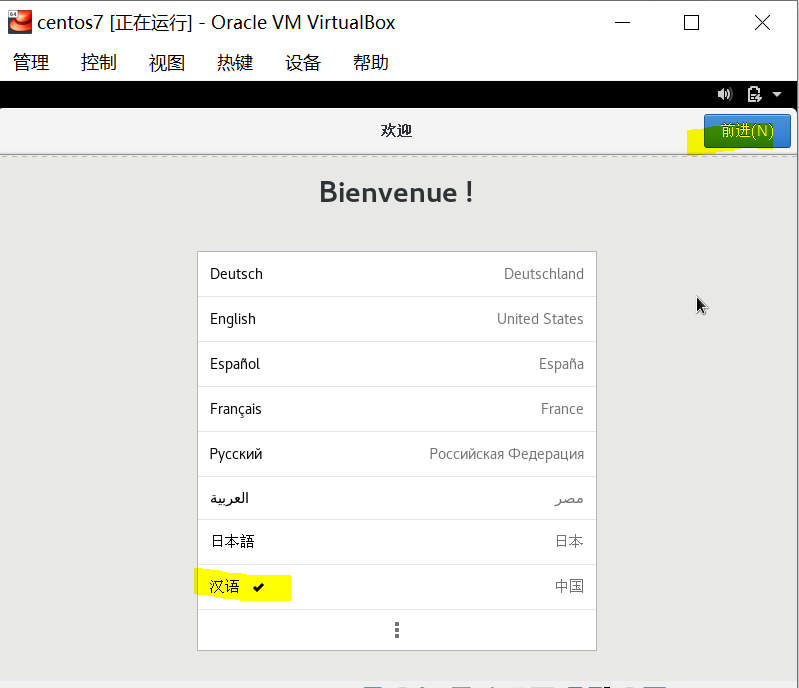 centos7 [正在运行] - Oracle VM VirtualBox
管理 控制 视图 热键 设备 帮助
欢迎 前进(N)
Bienvenue !
Deutsch Deutschland
English United States
Español España
Français France
Русский Российская Федерация
العربية مصر
日本語 日本
汉语 中国